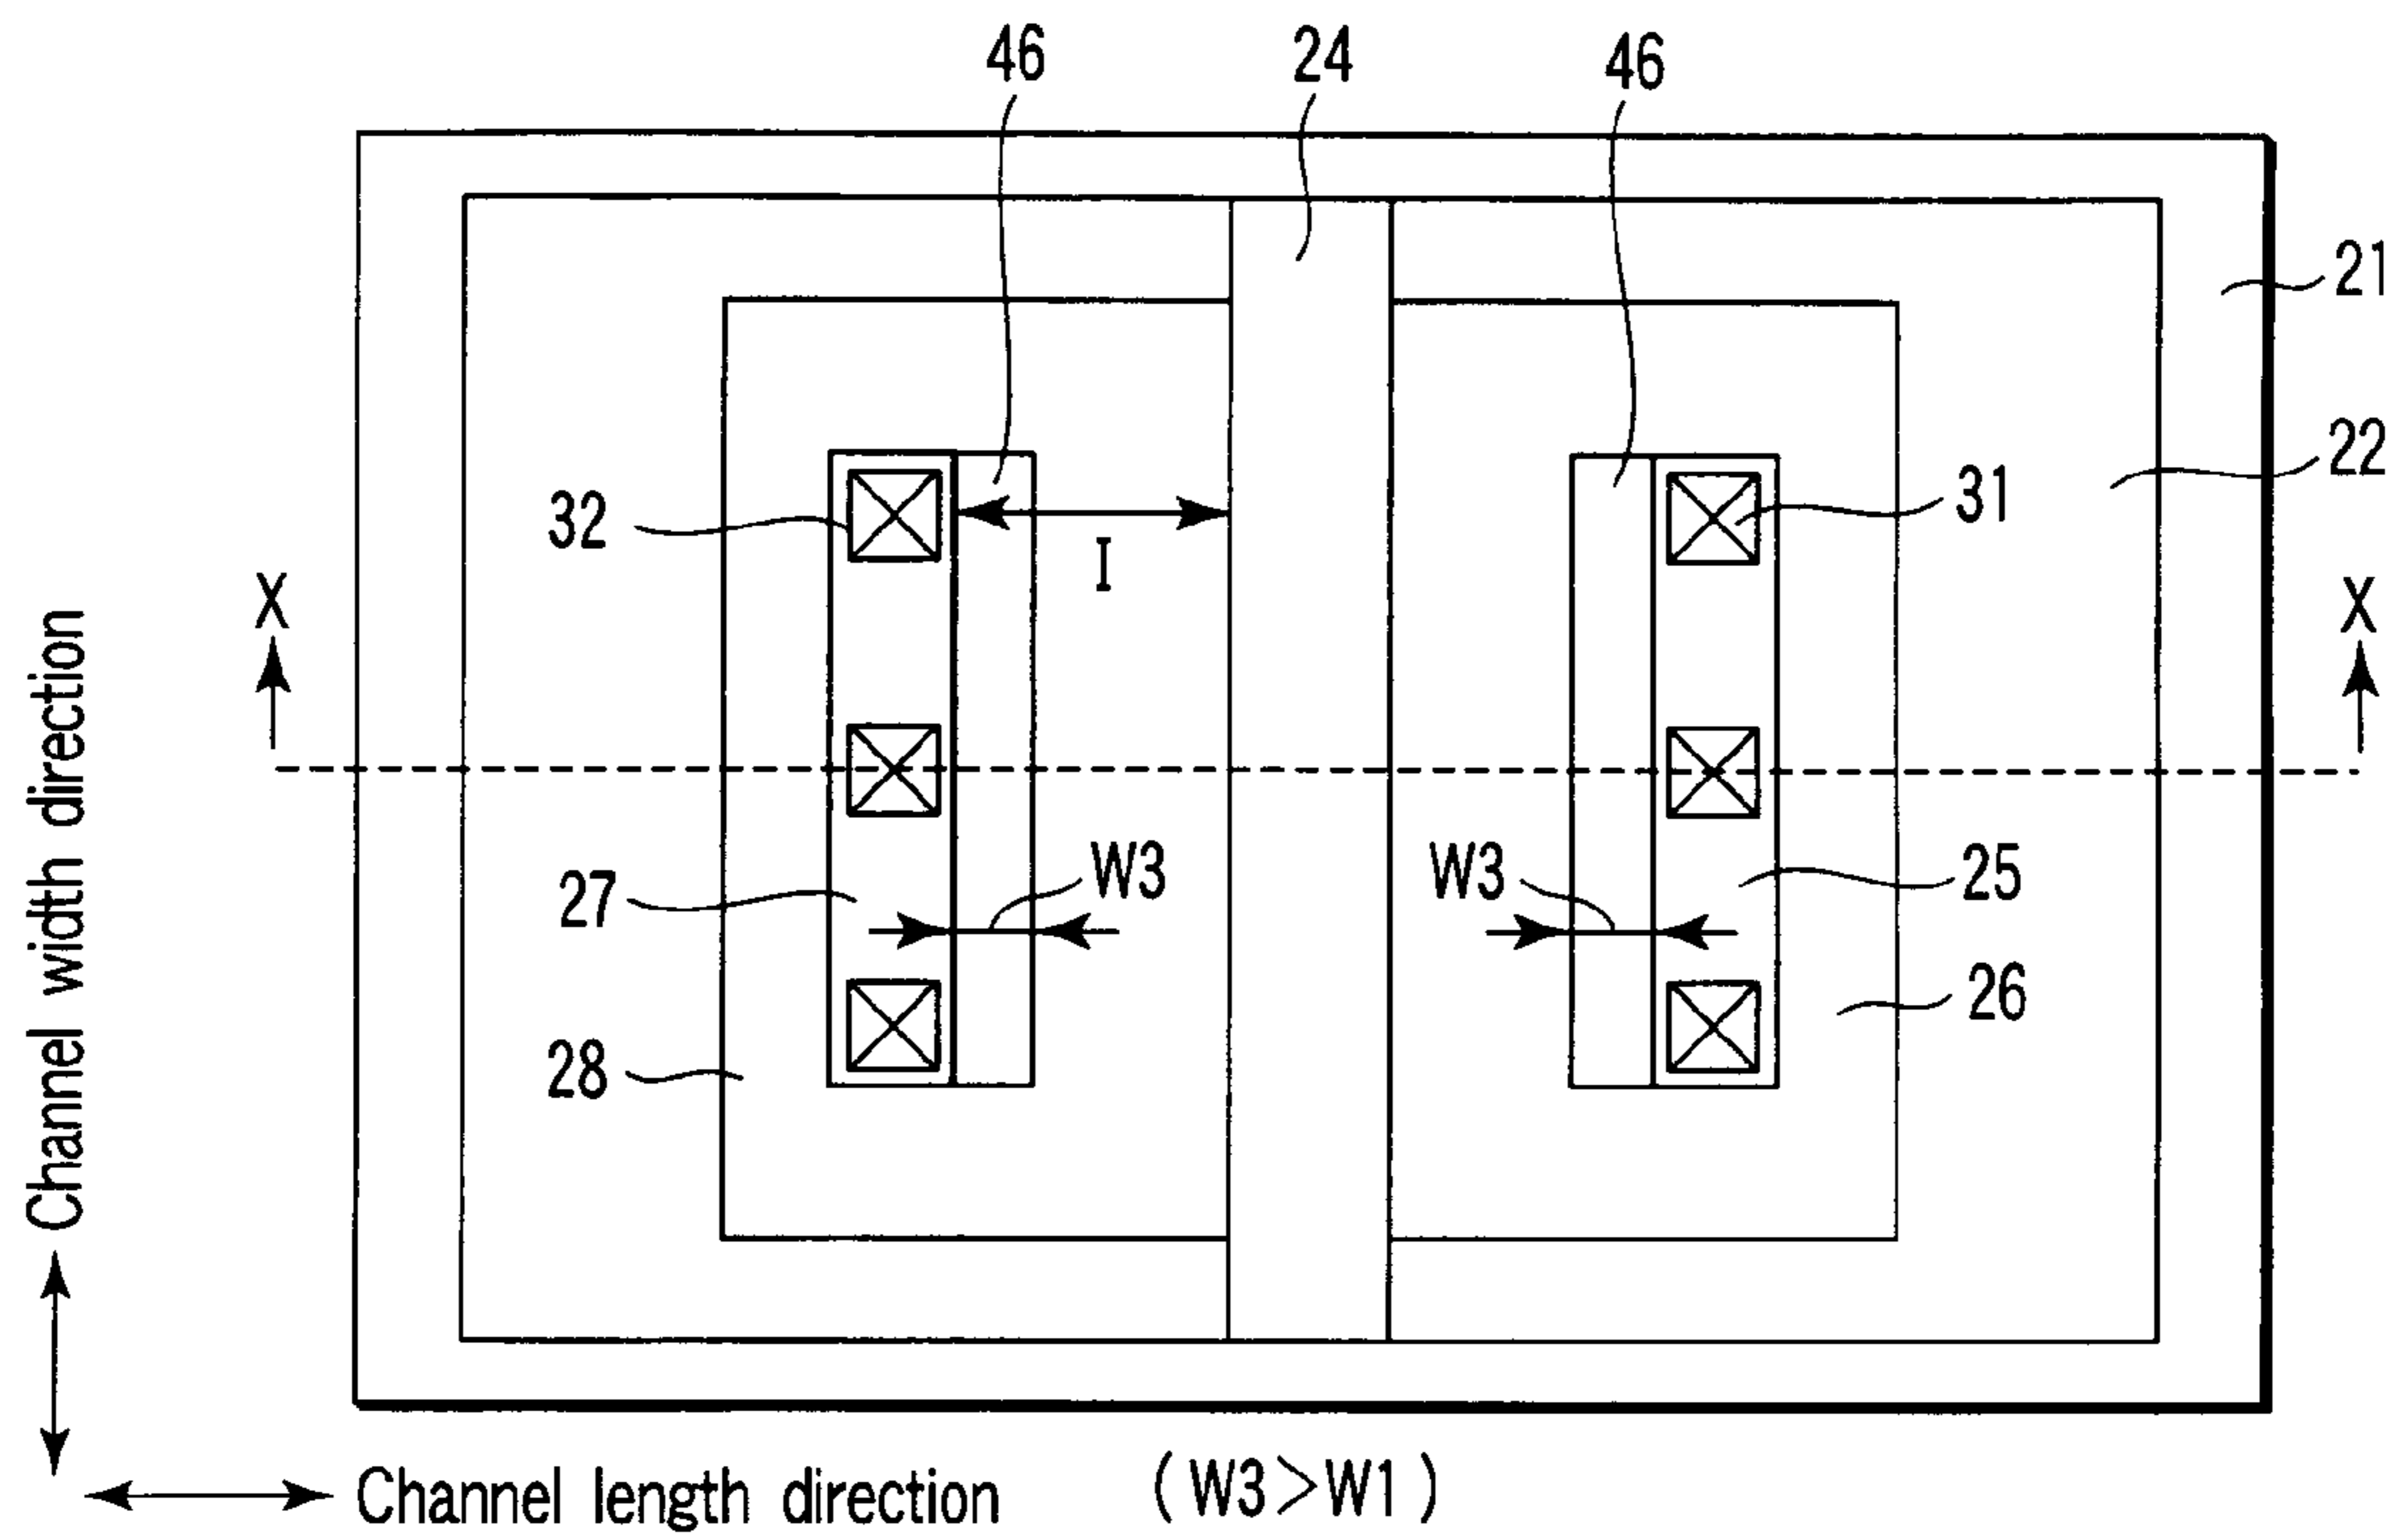 46
24
46
21
22
32
31
I
X
X
W3
W3
27
25
26
28
Channel width direction
Channel length direction
(W3>W1)